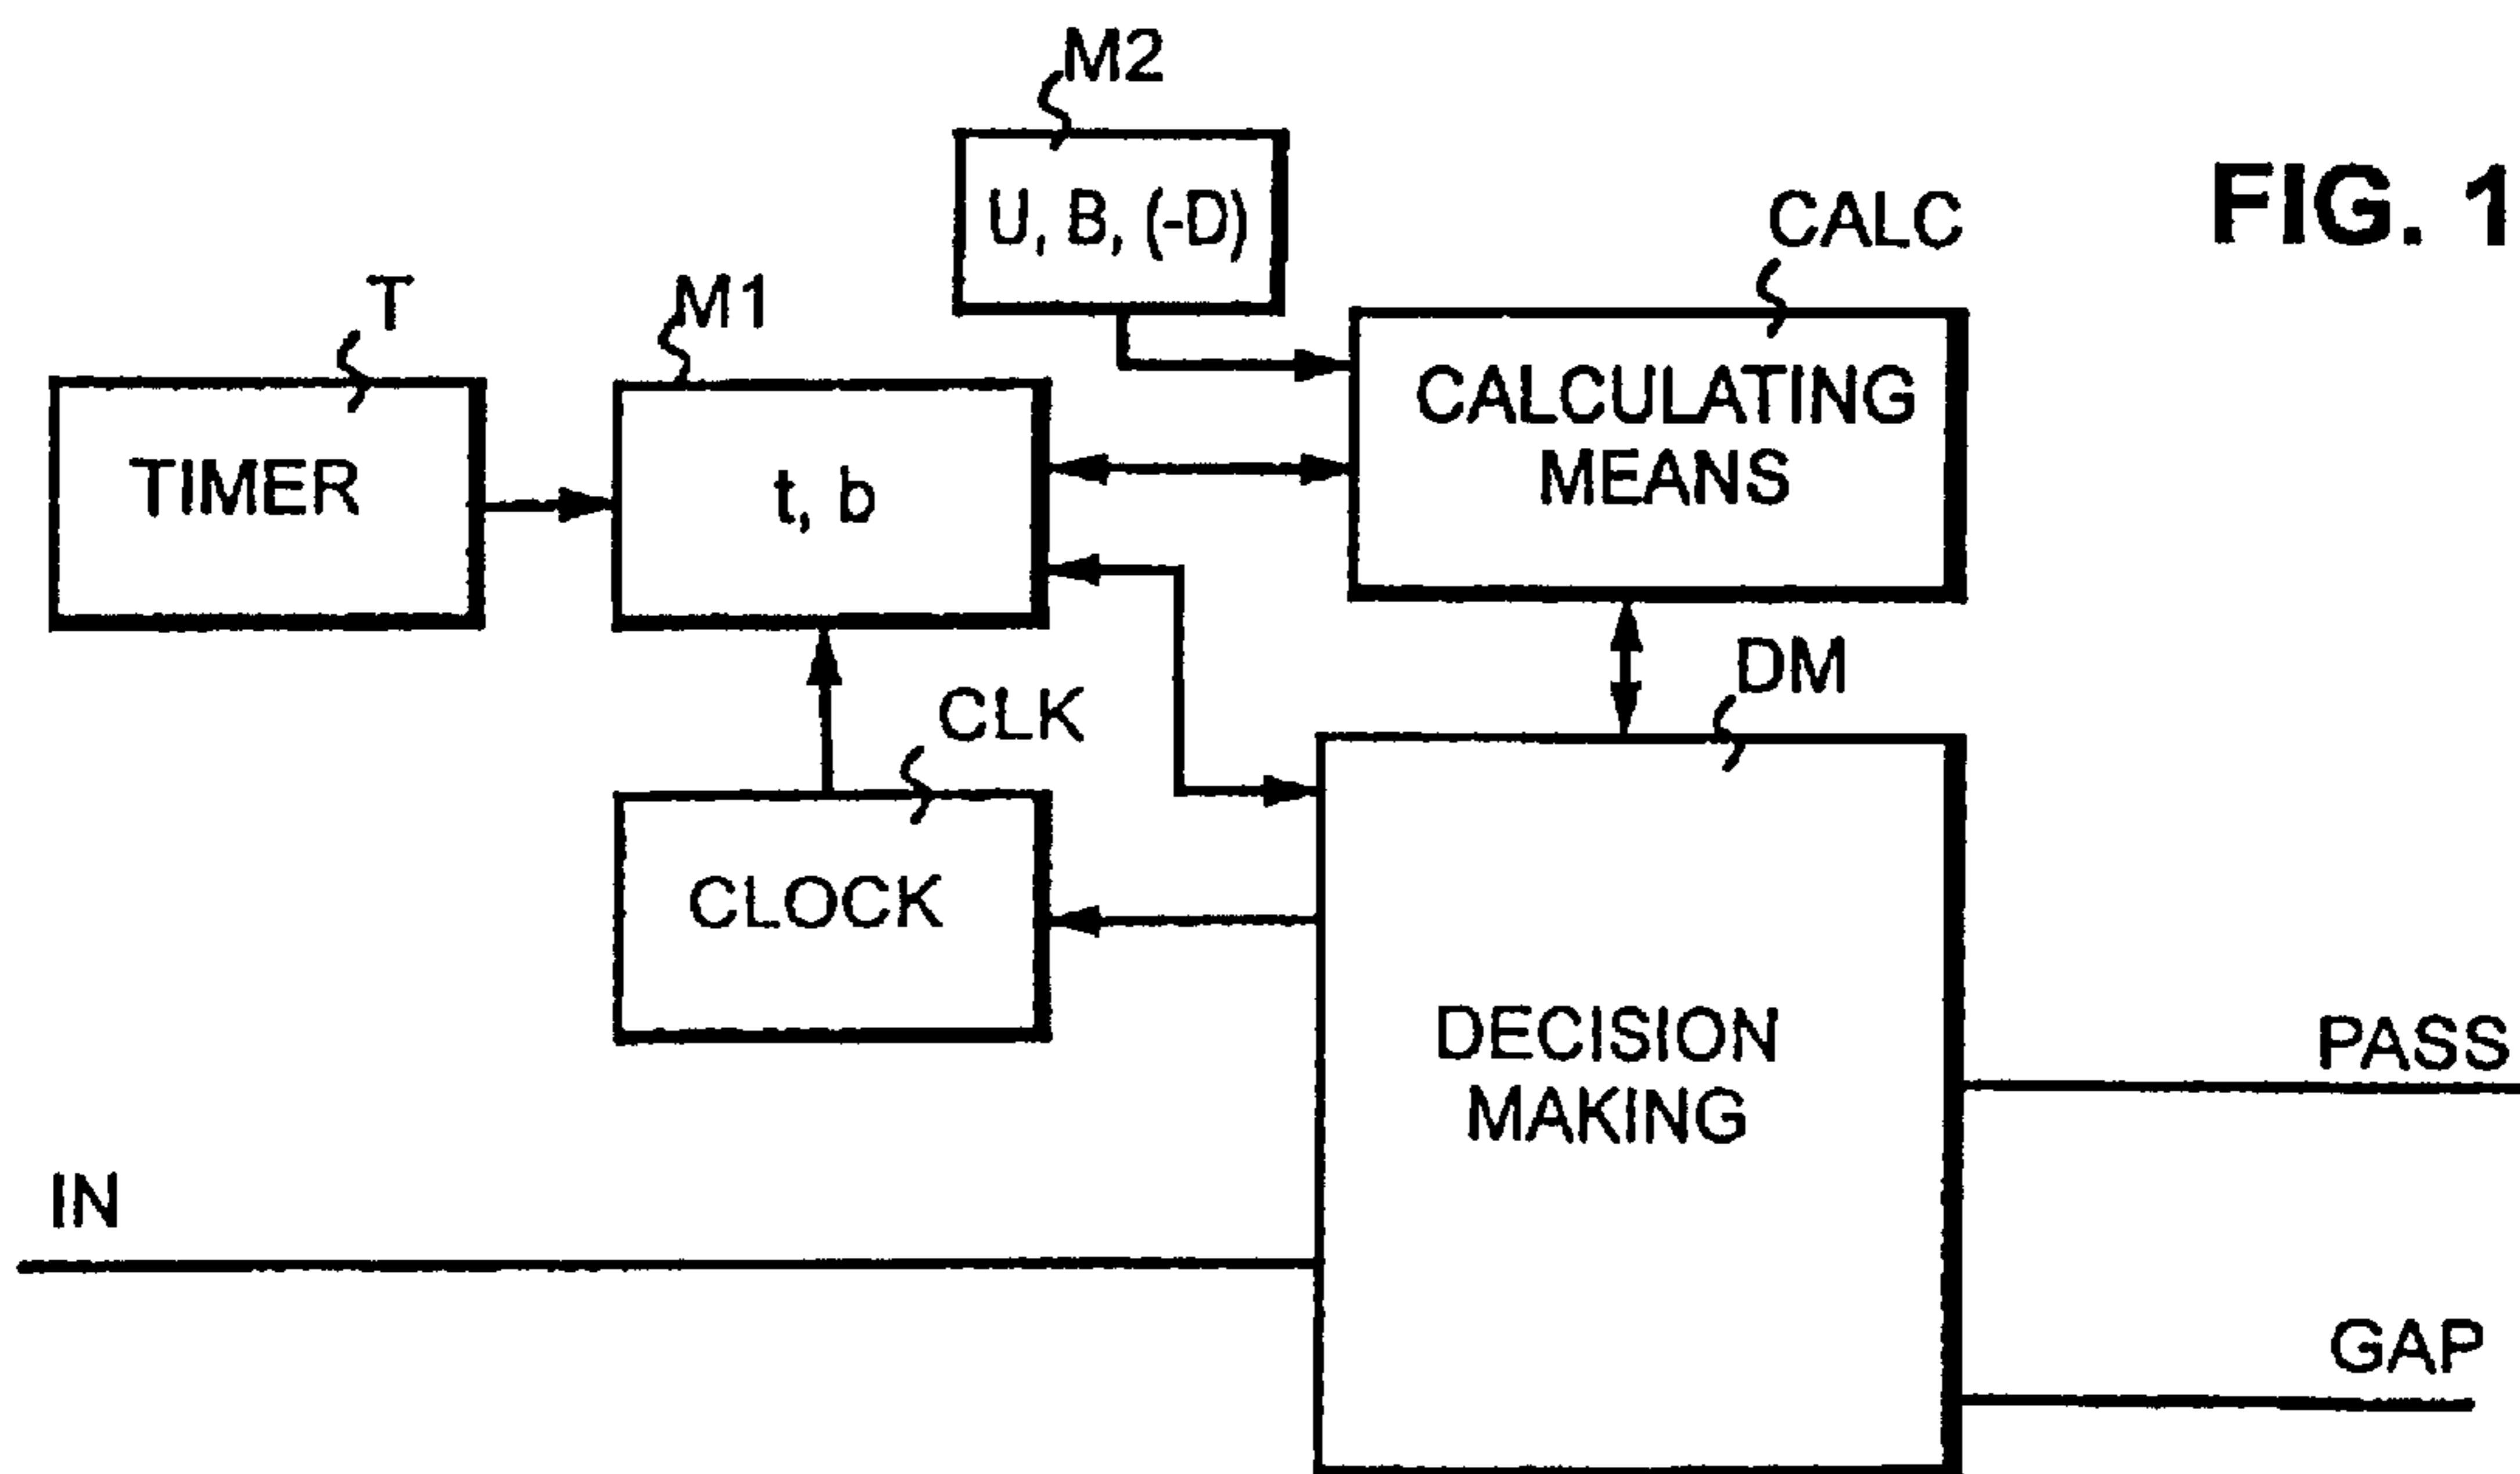 M2
U, B, (-D)
FIG. 1
CALC
T
M1
CALCULATING
MEANS
TIMER
t, b
DM
CLK
CLOCK
DECISION
MAKING
PASS
IN
GAP